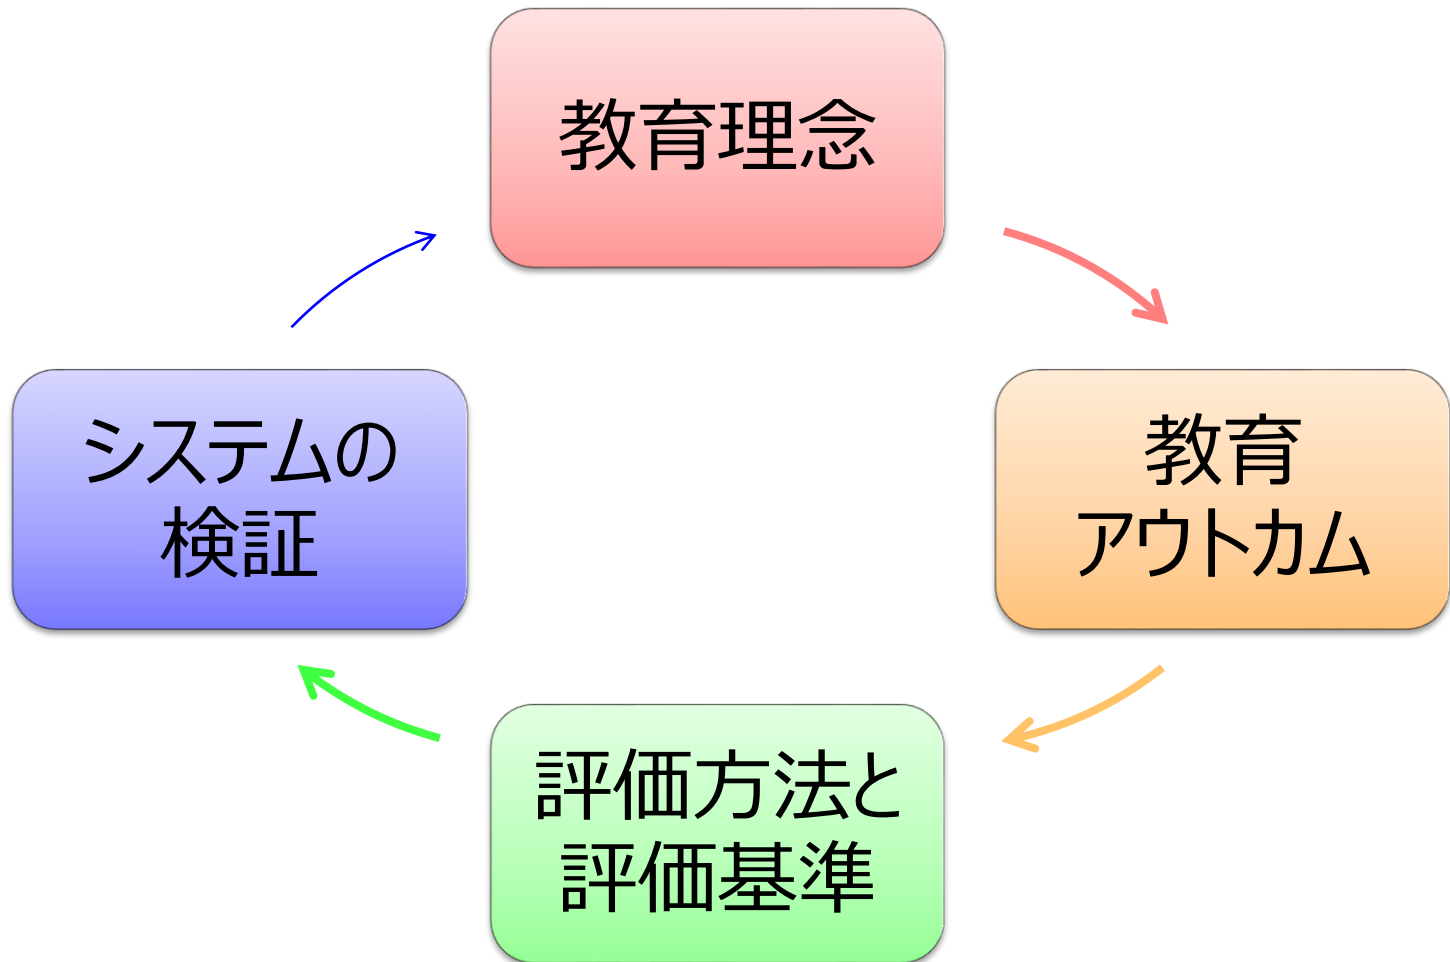 教育理念
教育
アウトカム
評価方法と
評価基準
システムの
検証